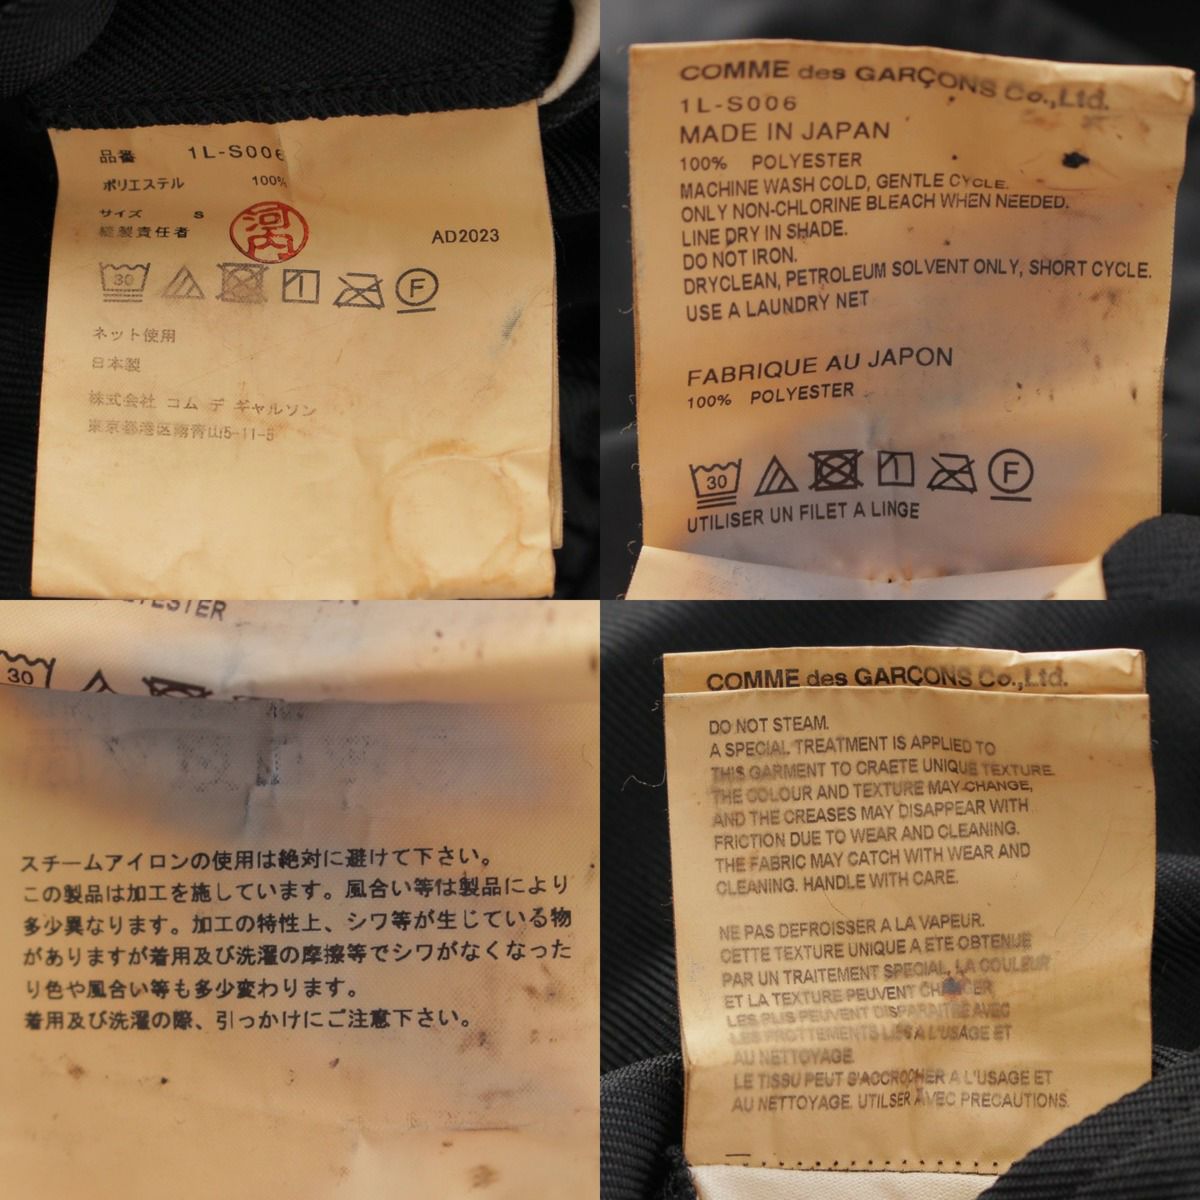 品番 1L-S006
ポリエステル 100%
サイズ S
縫製責任者 河内 AD2023
30 1 F
ネット使用
日本製
株式会社 コム デ ギャルソン
東京都港区南青山5-11-5
COMME des GARÇONS Co.,Ltd.
1L-S006
MADE IN JAPAN
100% POLYESTER
MACHINE WASH COLD, GENTLE CYCLE.
ONLY NON-CHLORINE BLEACH WHEN NEEDED.
LINE DRY IN SHADE.
DO NOT IRON.
DRYCLEAN, PETROLEUM SOLVENT ONLY, SHORT CYCLE.
USE A LAUNDRY NET
FABRIQUE AU JAPON
100% POLYESTER
30 1 F
UTILISER UN FILET A LINGE
30
スチームアイロンの使用は絶対に避けて下さい。
この製品は加工を施しています。風合い等は製品により
多少異なります。加工の特性上、シワ等が生じている物
がありますが着用及び洗濯の摩擦等でシワがなくなった
り色や風合い等も多少変わります。
着用及び洗濯の際、引っかけにご注意下さい。
COMME des GARÇONS Co.,Ltd.
DO NOT STEAM.
A SPECIAL TREATMENT IS APPLIED TO
THIS GARMENT TO CRAETE UNIQUE TEXTURE.
THE COLOUR AND TEXTURE MAY CHANGE,
AND THE CREASES MAY DISAPPEAR WITH
FRICTION DUE TO WEAR AND CLEANING.
THE FABRIC MAY CATCH WITH WEAR AND
CLEANING. HANDLE WITH CARE.
NE PAS DEFROISSER A LA VAPEUR.
CETTE TEXTURE UNIQUE A ETE OBTENUE
PAR UN TRAITEMENT SPECIAL, LA COULEUR
ET LA TEXTURE PEUVENT CHANGER
LES PLIS PEUVENT DISPARAITRE AVEC
LES FROTTEMENTS LIES A L'USAGE ET
AU NETTOYAGE.
LE TISSU PEUT S'ACCROCHER A L'USAGE ET
AU NETTOYAGE. UTILSER AVEC PRECAUTIONS.